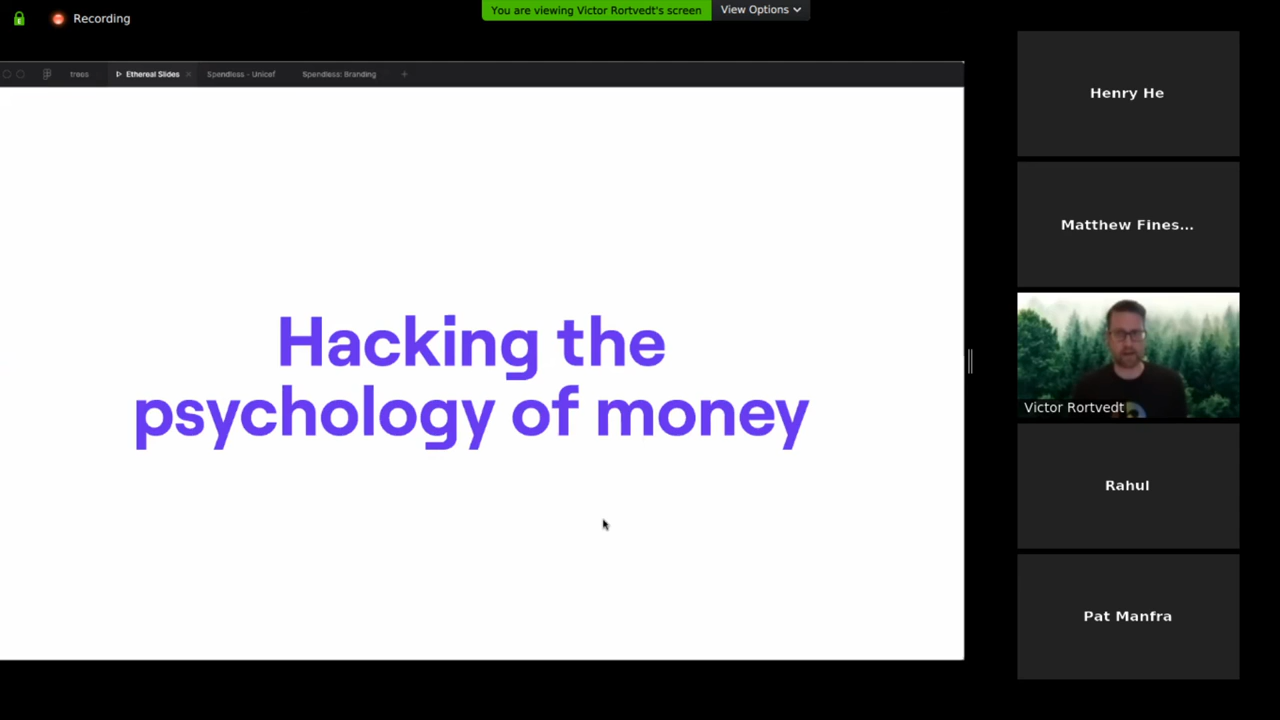 Recording
You are viewing Victor Rortvedt's screen
View Options
trees
Ethereal Slides
Spendless - Unicef
Spendless: Branding
Hacking the
psychology of money
Henry He
Matthew Fines...
Victor Rortvedt
Rahul
Pat Manfra